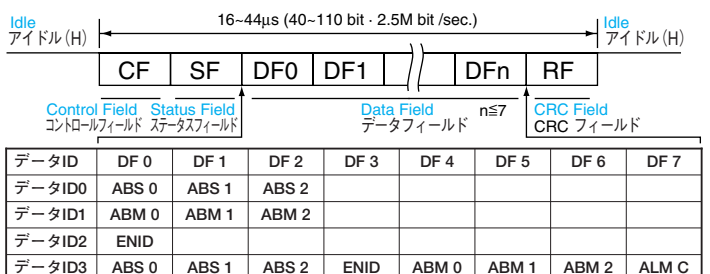 Idle
アイドル(H)
16~44μs (40~110 bit · 2.5M bit /sec.)
Idle
アイドル(H)
CF SF DF0 DF1 DFn RF
Control Field Status Field Data Field n≦7 CRC Field
コントロールフィールド ステータスフィールド データフィールド CRC フィールド
データID DF 0 DF 1 DF 2 DF 3 DF 4 DF 5 DF 6 DF 7
データID0 ABS 0 ABS 1 ABS 2
データID1 ABM 0 ABM 1 ABM 2
データID2 ENID
データID3 ABS 0 ABS 1 ABS 2 ENID ABM 0 ABM 1 ABM 2 ALM C